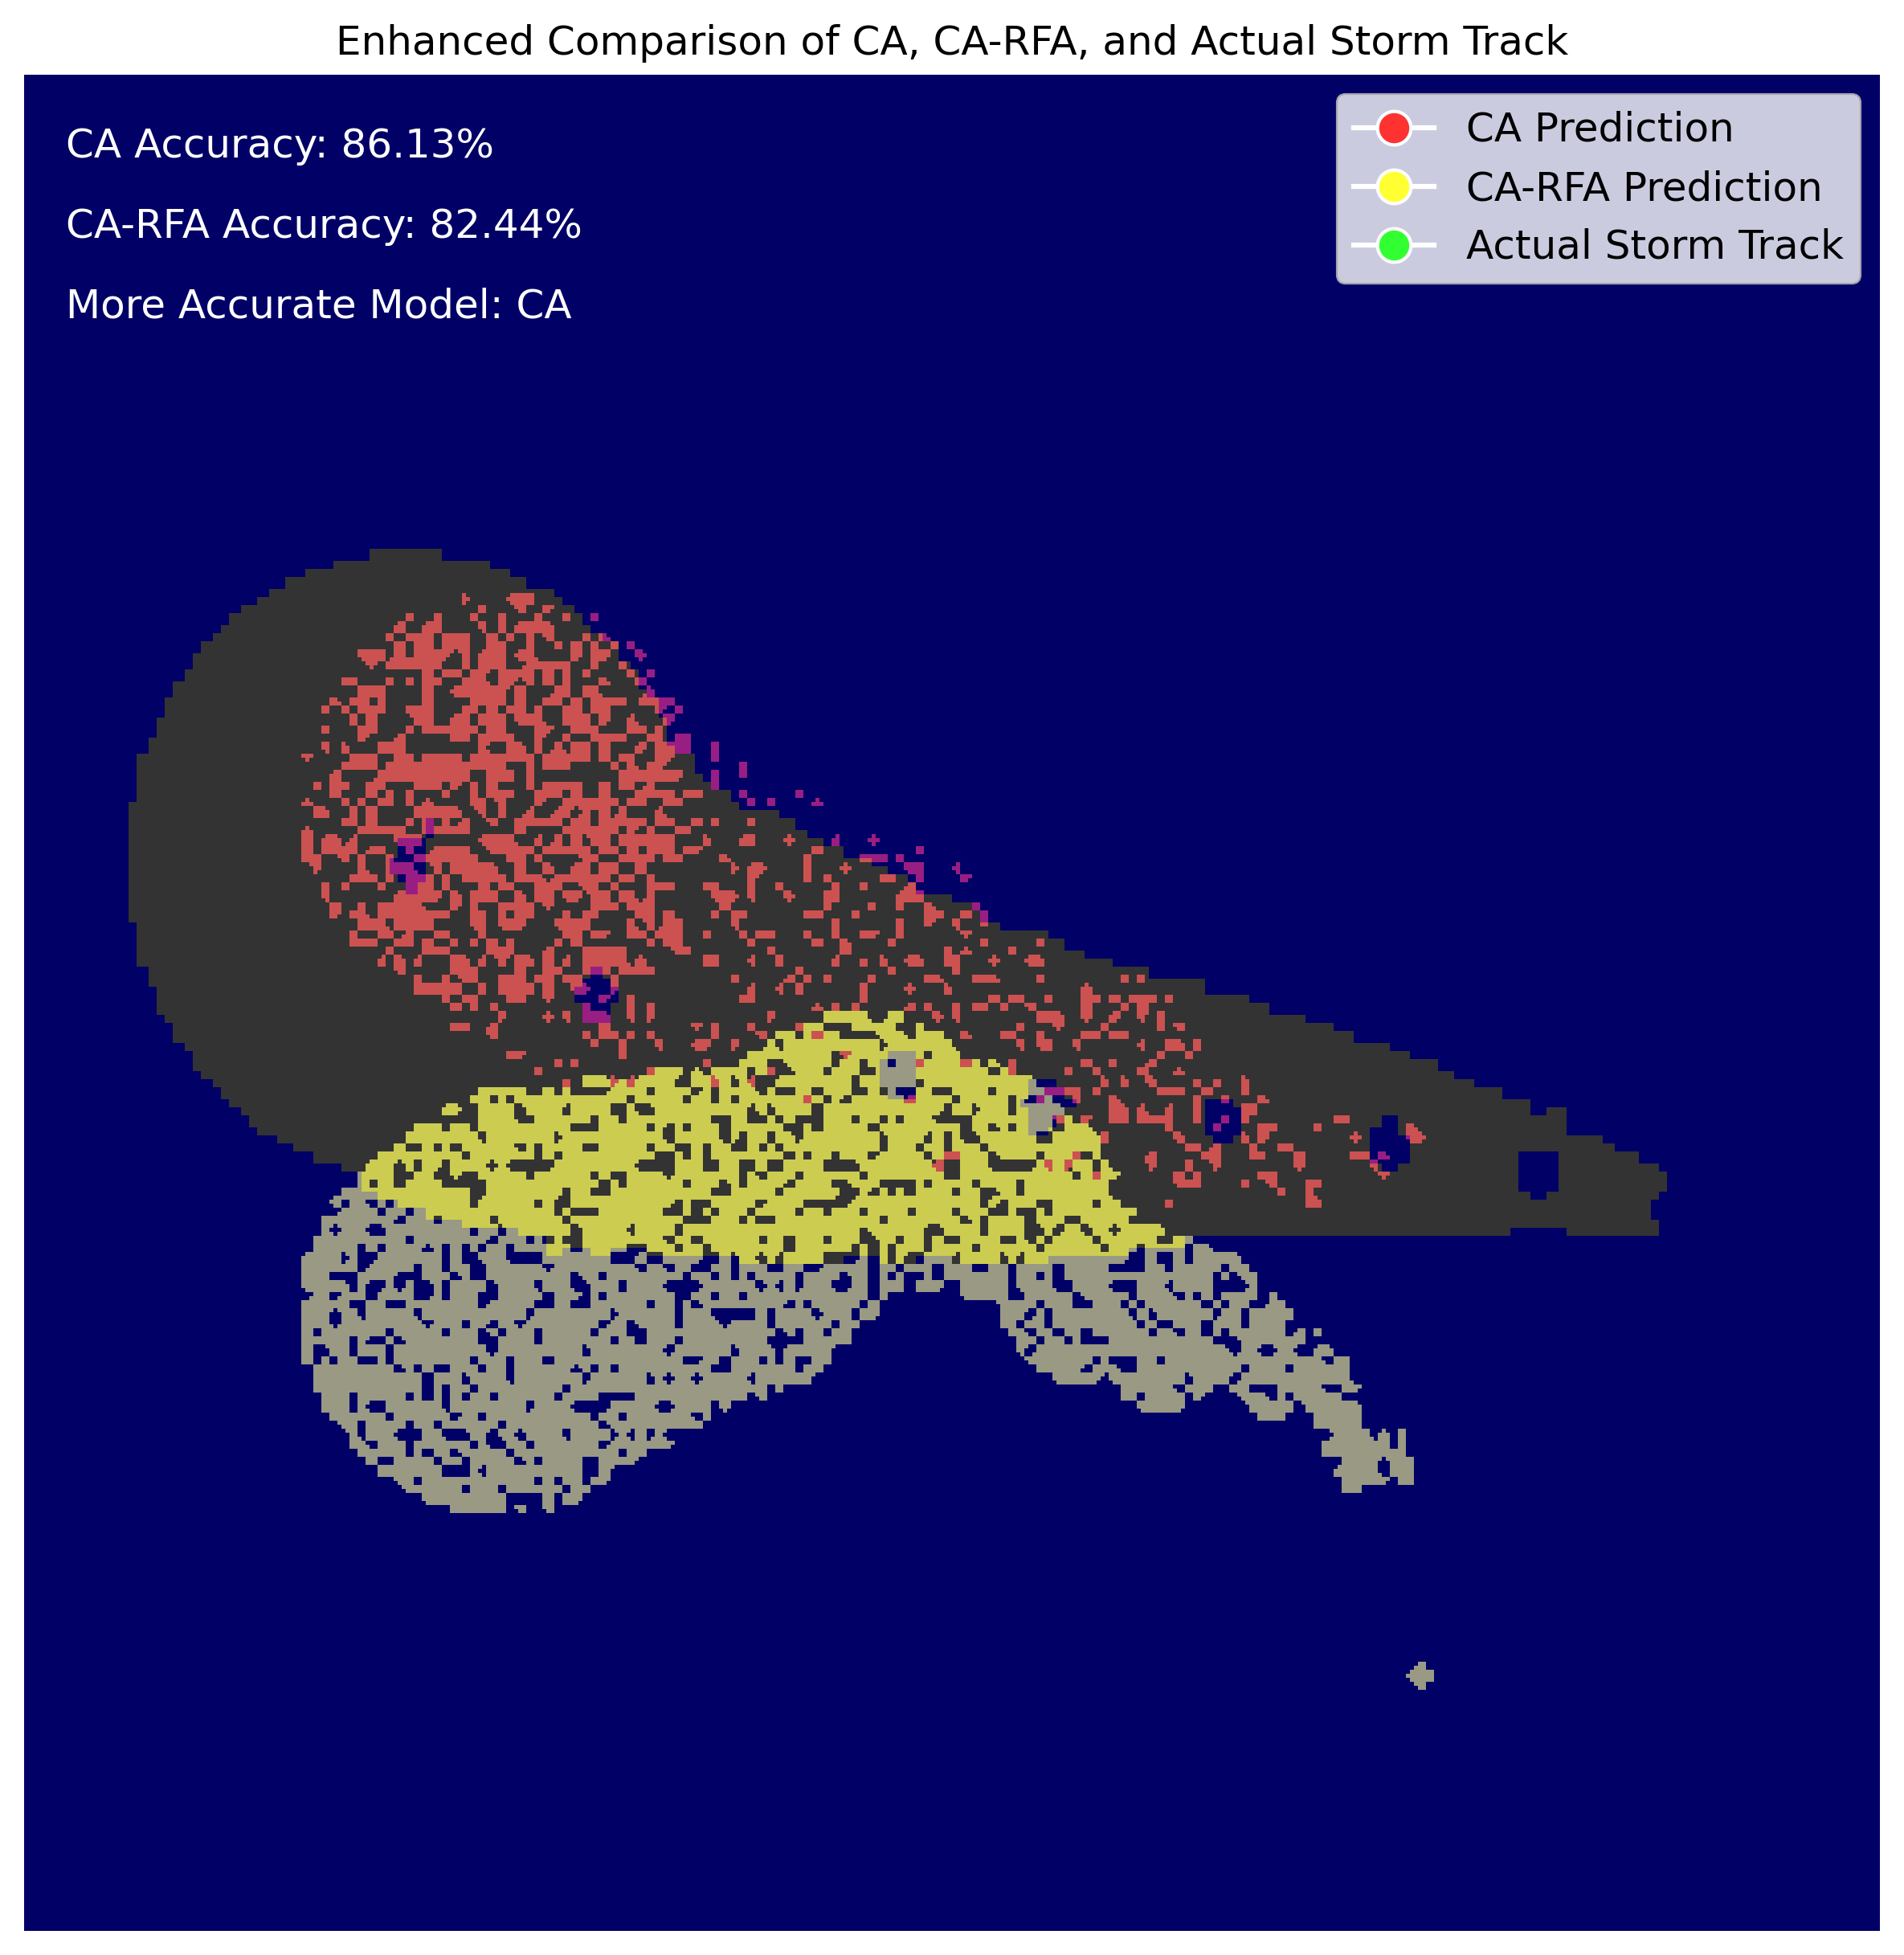 Enhanced Comparison of CA, CA-RFA, and Actual Storm Track
CA Accuracy: 86.13%
CA-RFA Accuracy: 82.44%
More Accurate Model: CA
CA Prediction
CA-RFA Prediction
Actual Storm Track